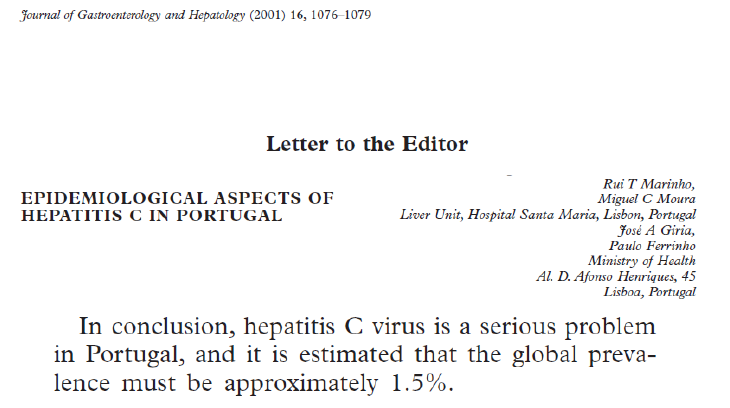 Journal of Gastroenterology and Hepatology (2001) 16, 1076–1079
Letter to the Editor
EPIDEMIOLOGICAL ASPECTS OF
HEPATITIS C IN PORTUGAL
Rui T Marinho,
Miguel C Moura
Liver Unit, Hospital Santa Maria, Lisbon, Portugal
José A Giria,
Paulo Ferrinho
Ministry of Health
Al. D. Afonso Henriques, 45
Lisboa, Portugal
In conclusion, hepatitis C virus is a serious problem
in Portugal, and it is estimated that the global preva-
lence must be approximately 1.5%.